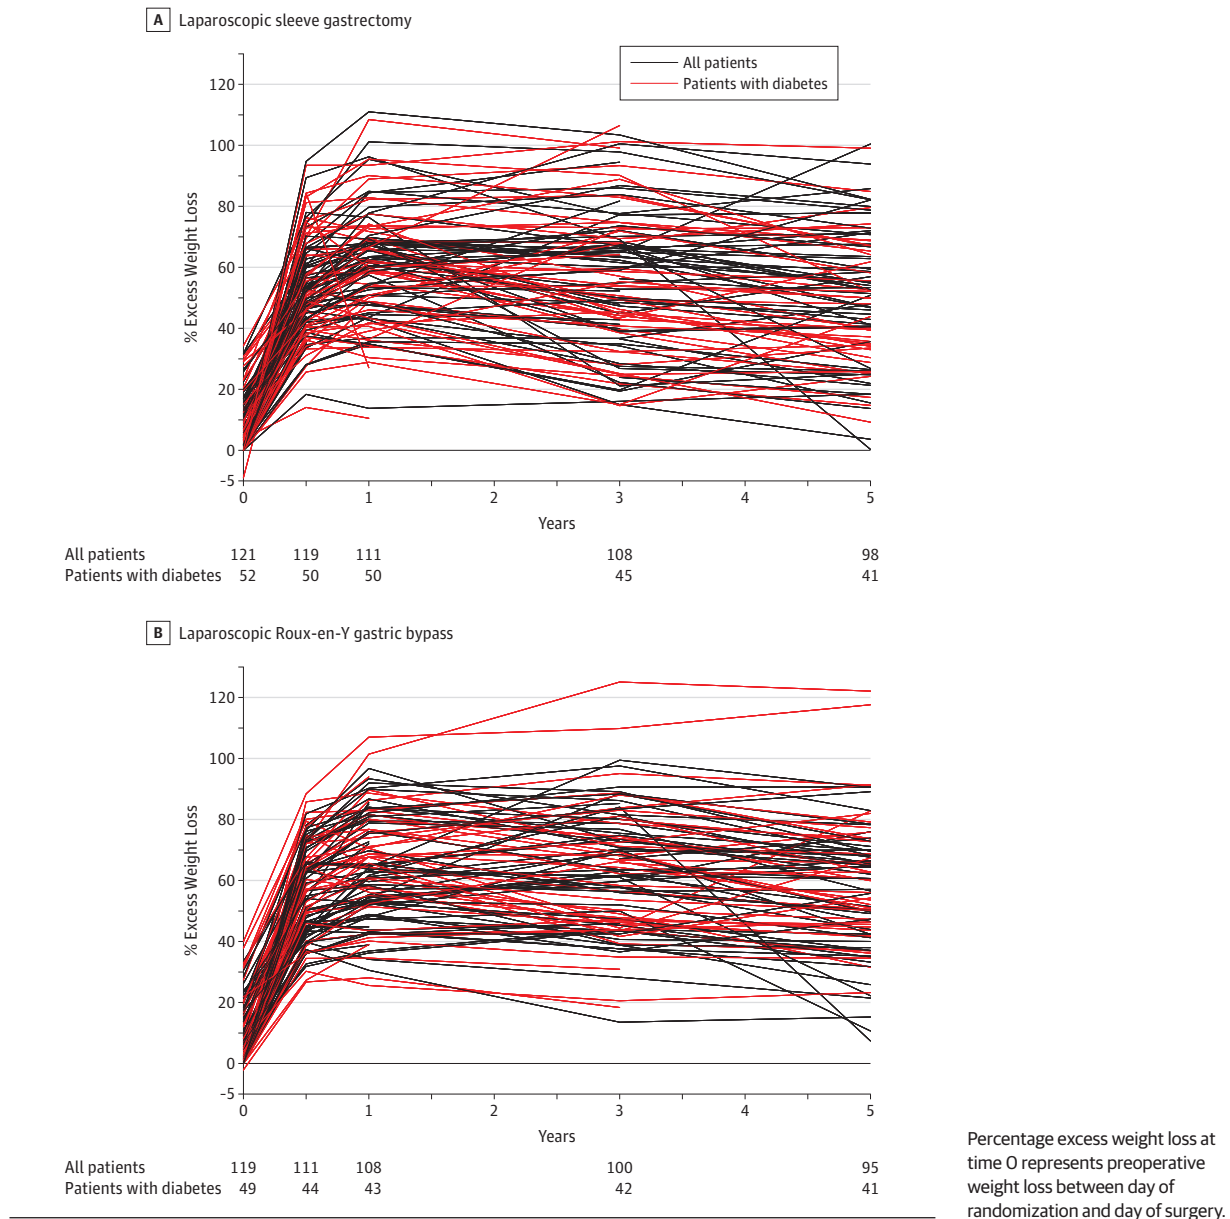 A Laparoscopic sleeve gastrectomy
All patients
Patients with diabetes
% Excess Weight Loss
120
100
80
60
40
20
0
-5
0 1 2 3 4 5
Years
All patients 121 119 111 108 98
Patients with diabetes 52 50 50 45 41
B Laparoscopic Roux-en-Y gastric bypass
% Excess Weight Loss
120
100
80
60
40
20
0
-5
0 1 2 3 4 5
Years
All patients 119 111 108 100 95
Patients with diabetes 49 44 43 42 41
Percentage excess weight loss at
time 0 represents preoperative
weight loss between day of
randomization and day of surgery.